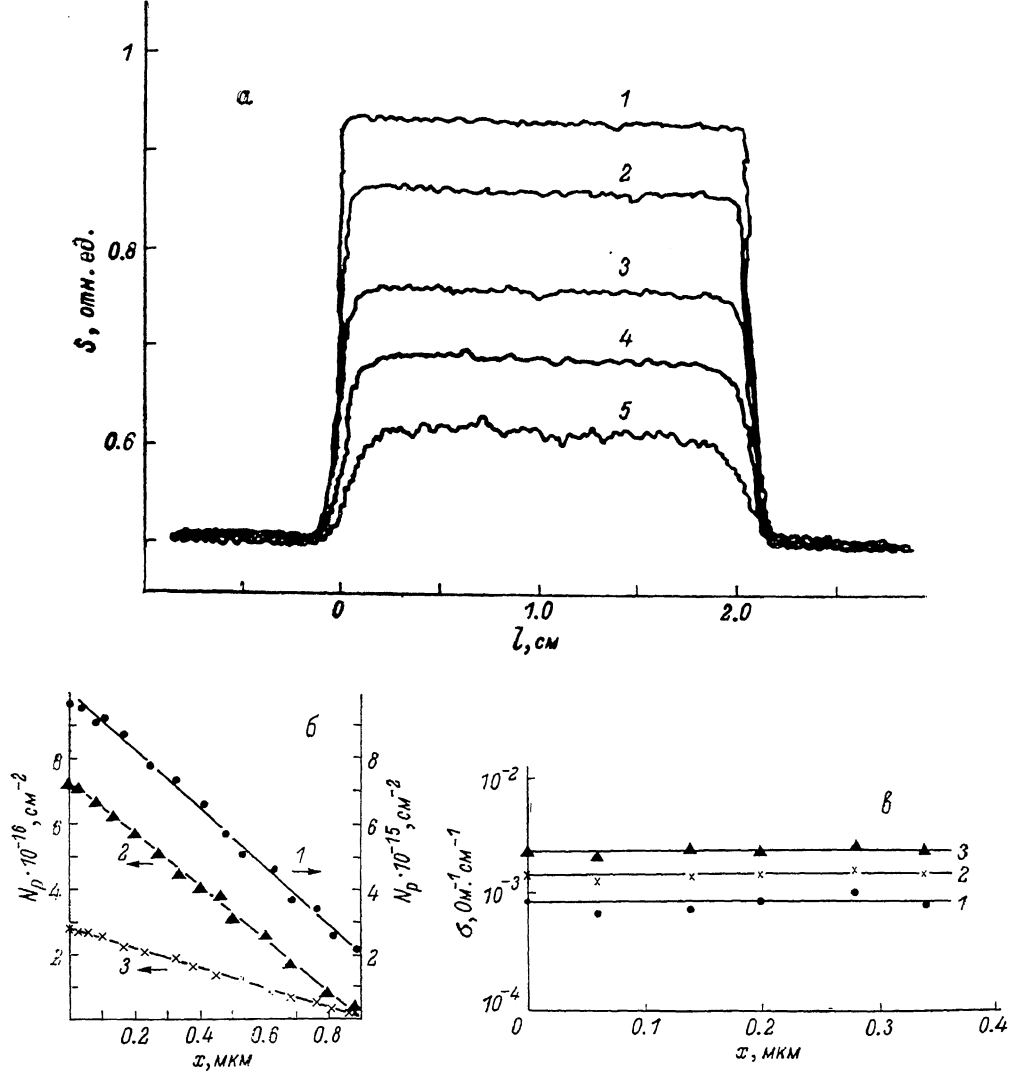 1
а
1
2
0.8
3
S, отн. ед.
4
5
0.6
0 1.0 2.0
l, см
б
8 8
6 6
4 4
2 2
1
2
3
Nр·10⁻¹⁶, см⁻²
Nр·10⁻¹⁵, см⁻²
0.2 0.4 0.6 0.8
x, мкм
в
10⁻²
10⁻³
10⁻⁴
σ, Ом⁻¹·см⁻¹
3
2
1
0 0.1 0.2 0.3 0.4
x, мкм